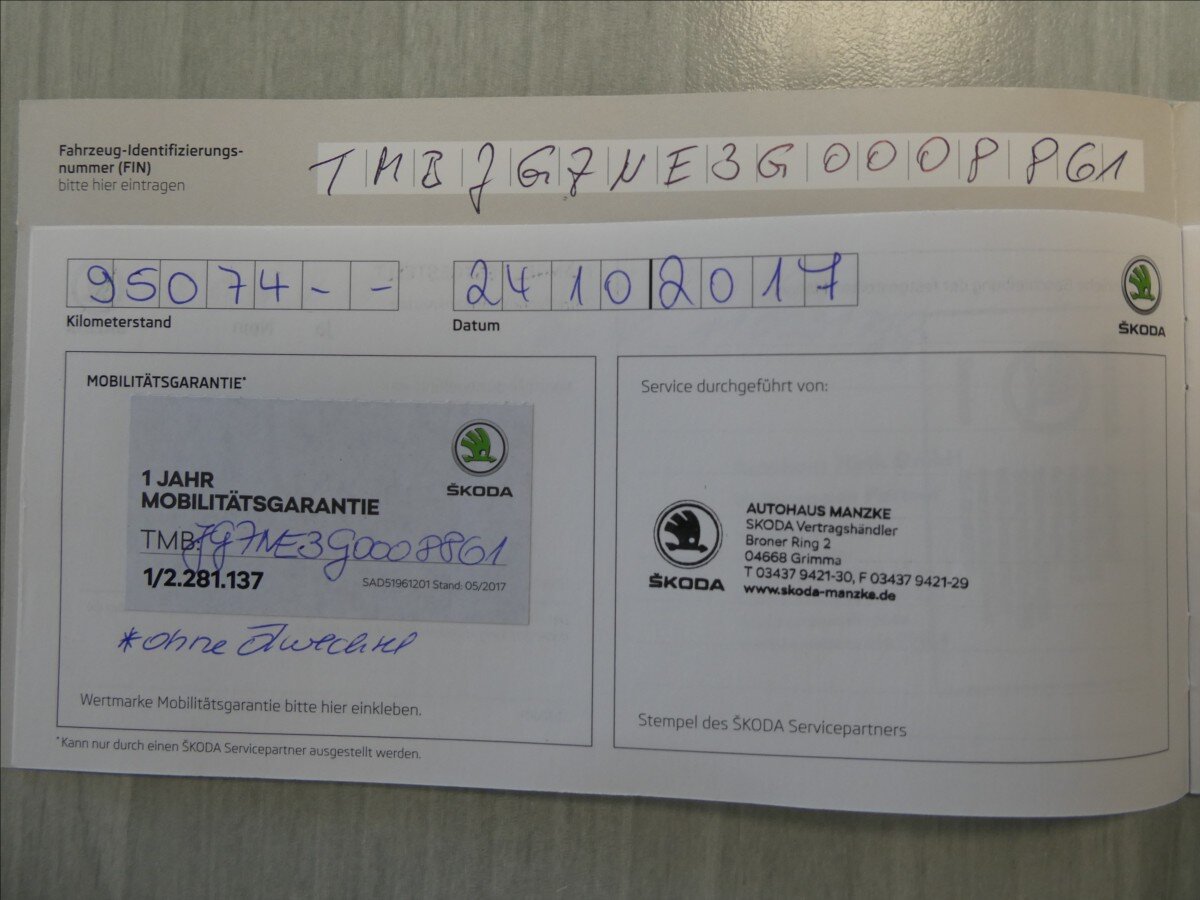 Fahrzeug-Identifizierungs-
nummer (FIN)
bitte hier eintragen
TMBJG7NE3G0008861
95074--
Kilometerstand
24102017
Datum
ŠKODA
MOBILITÄTSGARANTIE*
ŠKODA
1 JAHR
MOBILITÄTSGARANTIE
TMB JG7NE3G0008861
1/2.281.137
SAD51961201 Stand: 05/2017
*ohne Ölwechsel
Wertmarke Mobilitätsgarantie bitte hier einkleben.
*Kann nur durch einen ŠKODA Servicepartner ausgestellt werden.
Service durchgeführt von:
ŠKODA
AUTOHAUS MANZKE
SKODA Vertragshändler
Broner Ring 2
04668 Grimma
T 03437 9421-30, F 03437 9421-29
www.skoda-manzke.de
Stempel des ŠKODA Servicepartners